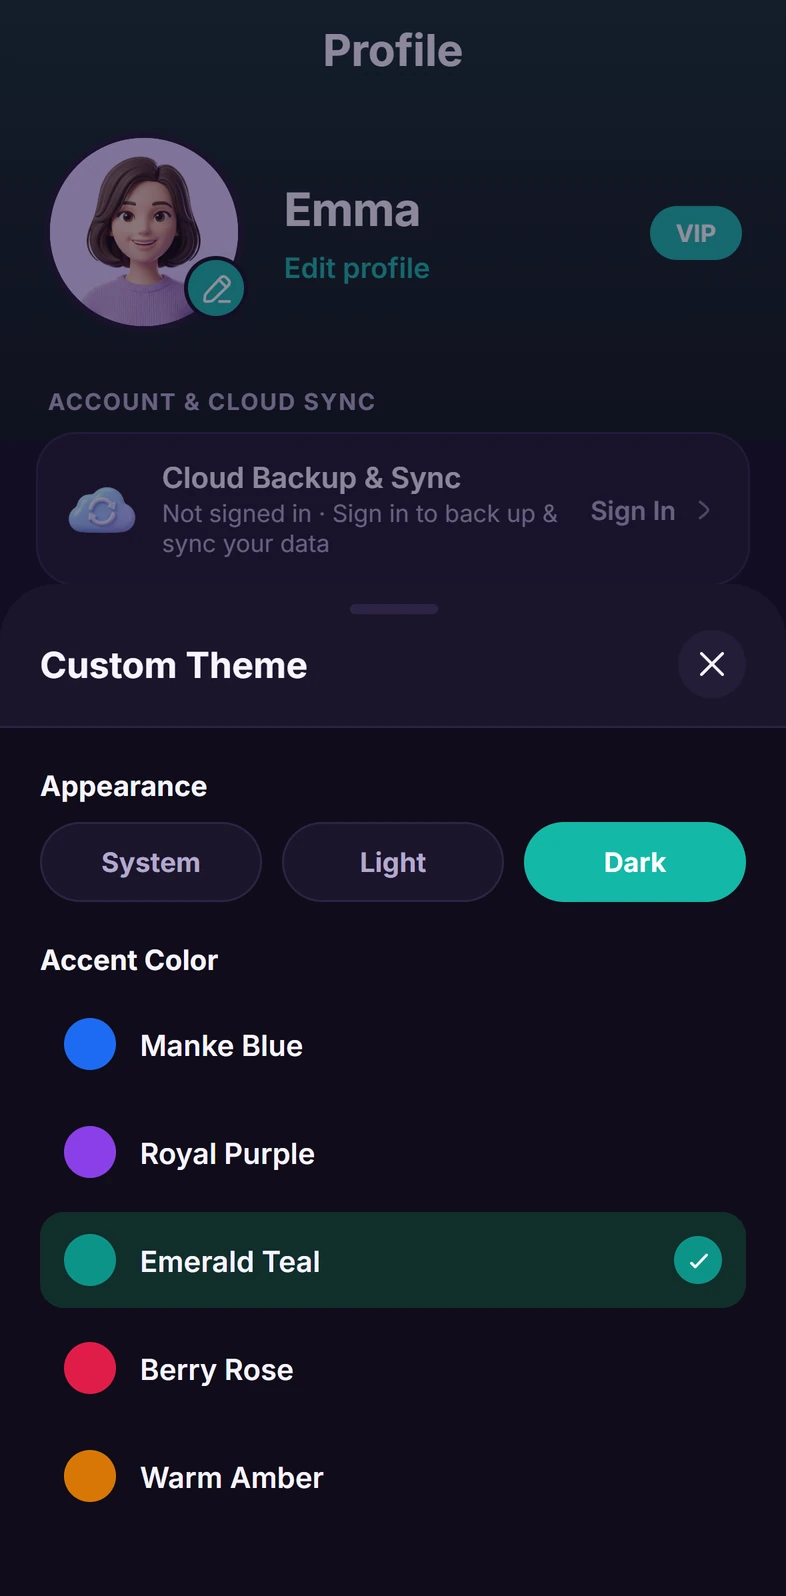 Profile
Emma
VIP
Edit profile
ACCOUNT & CLOUD SYNC
Cloud Backup & Sync
Not signed in · Sign in to back up &
sync your data
Sign In
Custom Theme
Appearance
System
Light
Dark
Accent Color
Manke Blue
Royal Purple
Emerald Teal
Berry Rose
Warm Amber